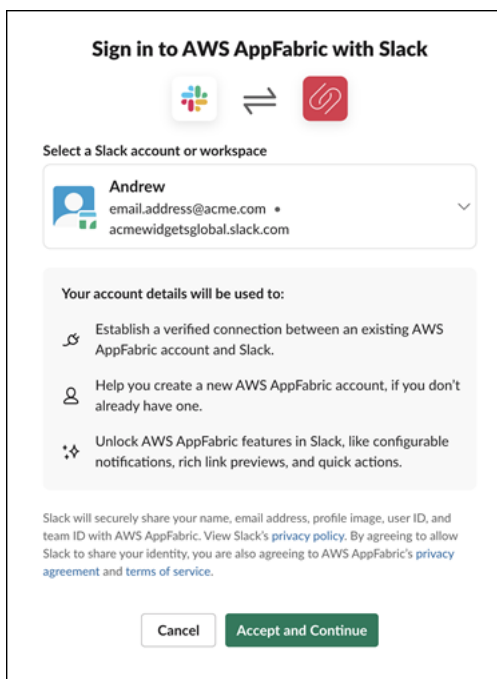 Sign in to AWS AppFabric with Slack
Select a Slack account or workspace
Andrew
email.address@acme.com •
acmewidgetsglobal.slack.com
Your account details will be used to:
Establish a verified connection between an existing AWS
AppFabric account and Slack.
Help you create a new AWS AppFabric account, if you don't
already have one.
Unlock AWS AppFabric features in Slack, like configurable
notifications, rich link previews, and quick actions.
Slack will securely share your name, email address, profile image, user ID, and
team ID with AWS AppFabric. View Slack's privacy policy. By agreeing to allow
Slack to share your identity, you are also agreeing to AWS AppFabric's privacy
agreement and terms of service.
Cancel
Accept and Continue